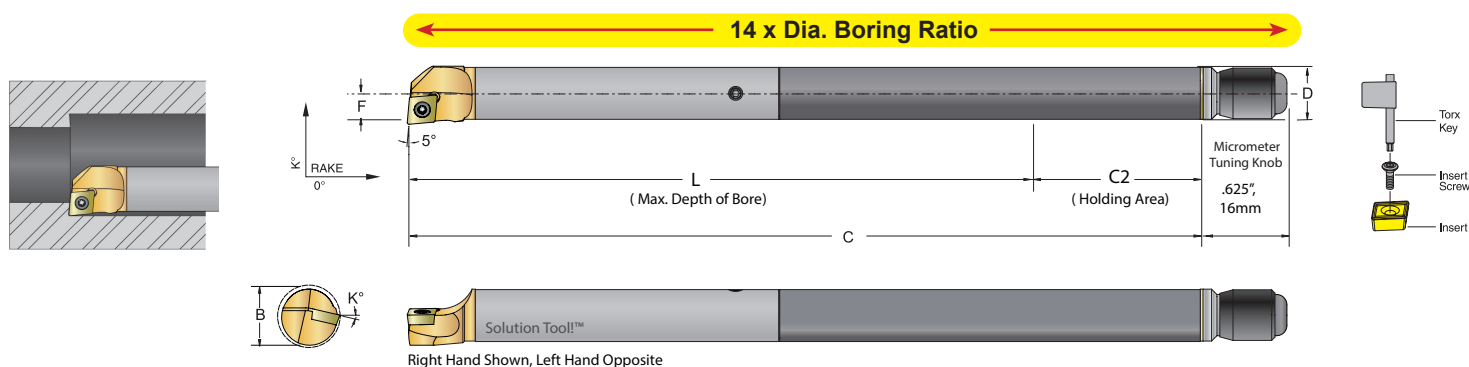 14 x Dia. Boring Ratio
F
D
5°
K°
RAKE
0°
L
( Max. Depth of Bore)
C2
( Holding Area)
Micrometer
Tuning Knob
.625”,
16mm
C
Torx
Key
Insert
Screw
Insert
B
K°
Solution Tool!™
Right Hand Shown, Left Hand Opposite